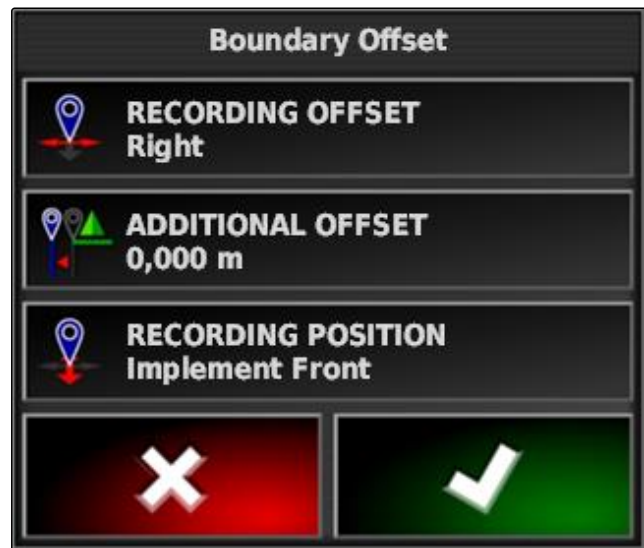 Boundary Offset
RECORDING OFFSET
Right
ADDITIONAL OFFSET
0,000 m
RECORDING POSITION
Implement Front